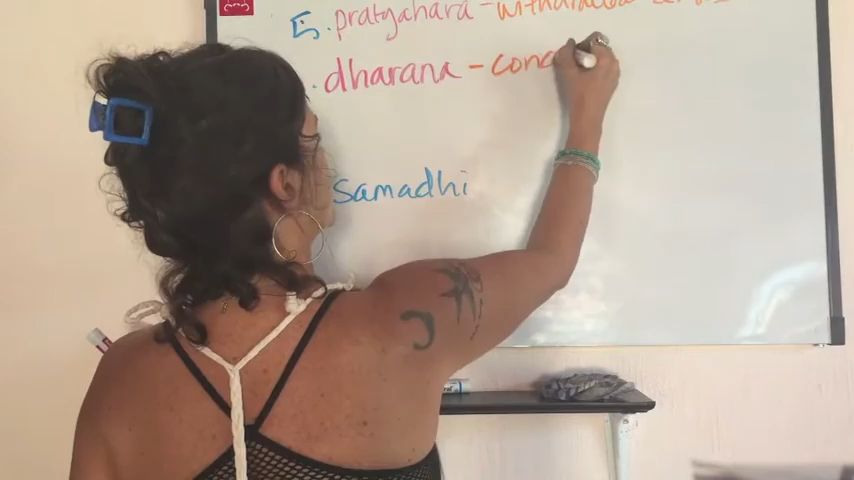 5. pratyahara - withdrawal
dharana - conc
samadhi